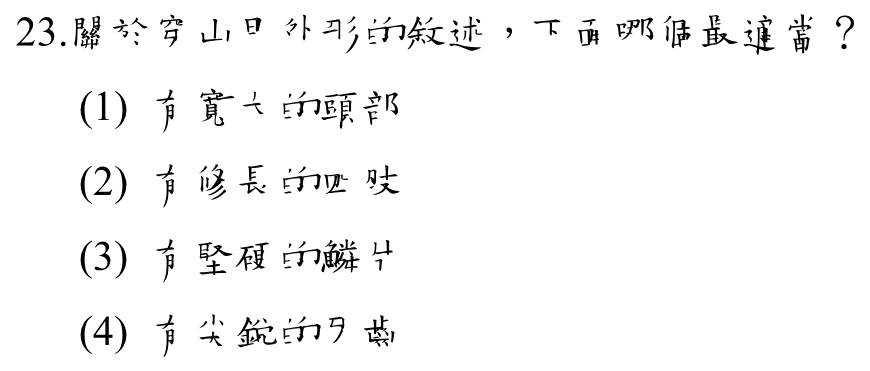 23.關於穿山甲外形的敘述，下面哪個最適當？
(1) 有寬大的頭部
(2) 有修長的四肢
(3) 有堅硬的鱗片
(4) 有尖銳的牙齒